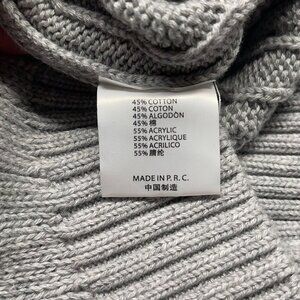 45% COTTON
45% COTON
45% ALGODÓN
45% 棉
55% ACRYLIC
55% ACRYLIQUE
55% ACRILICO
55% 腈纶
MADE IN P. R. C.
中国制造